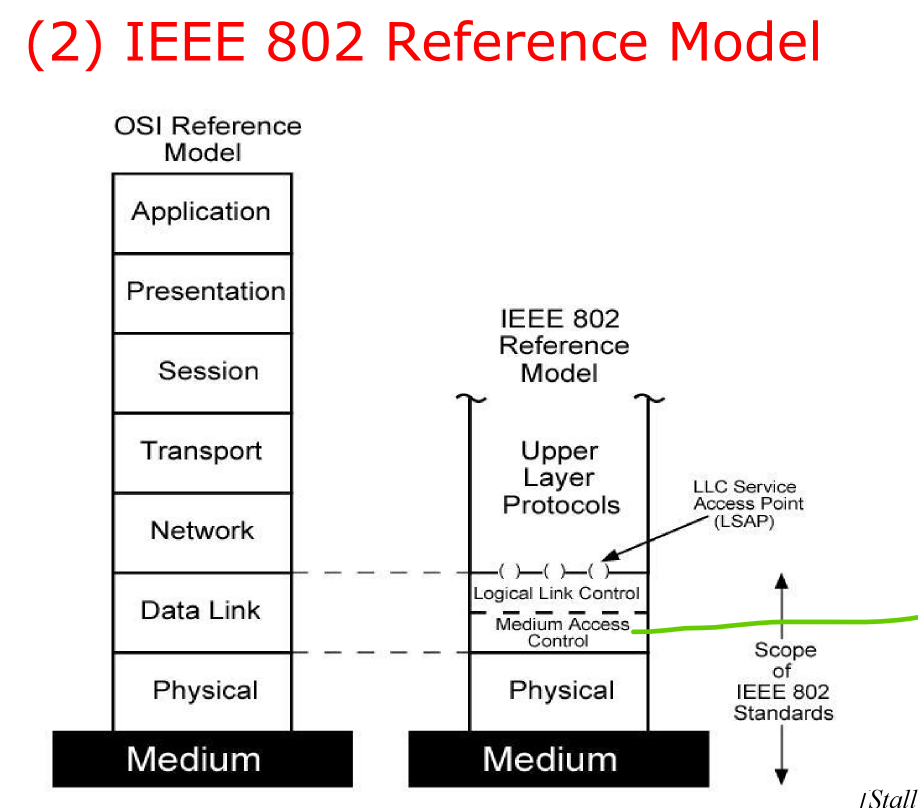 (2) IEEE 802 Reference Model
OSI Reference
Model
Application
Presentation
Session
Transport
Network
Data Link
Physical
Medium
IEEE 802
Reference
Model
Upper
Layer
Protocols
LLC Service
Access Point
(LSAP)
Logical Link Control
Medium Access
Control
Physical
Medium
Scope
of
IEEE 802
Standards
[Stall